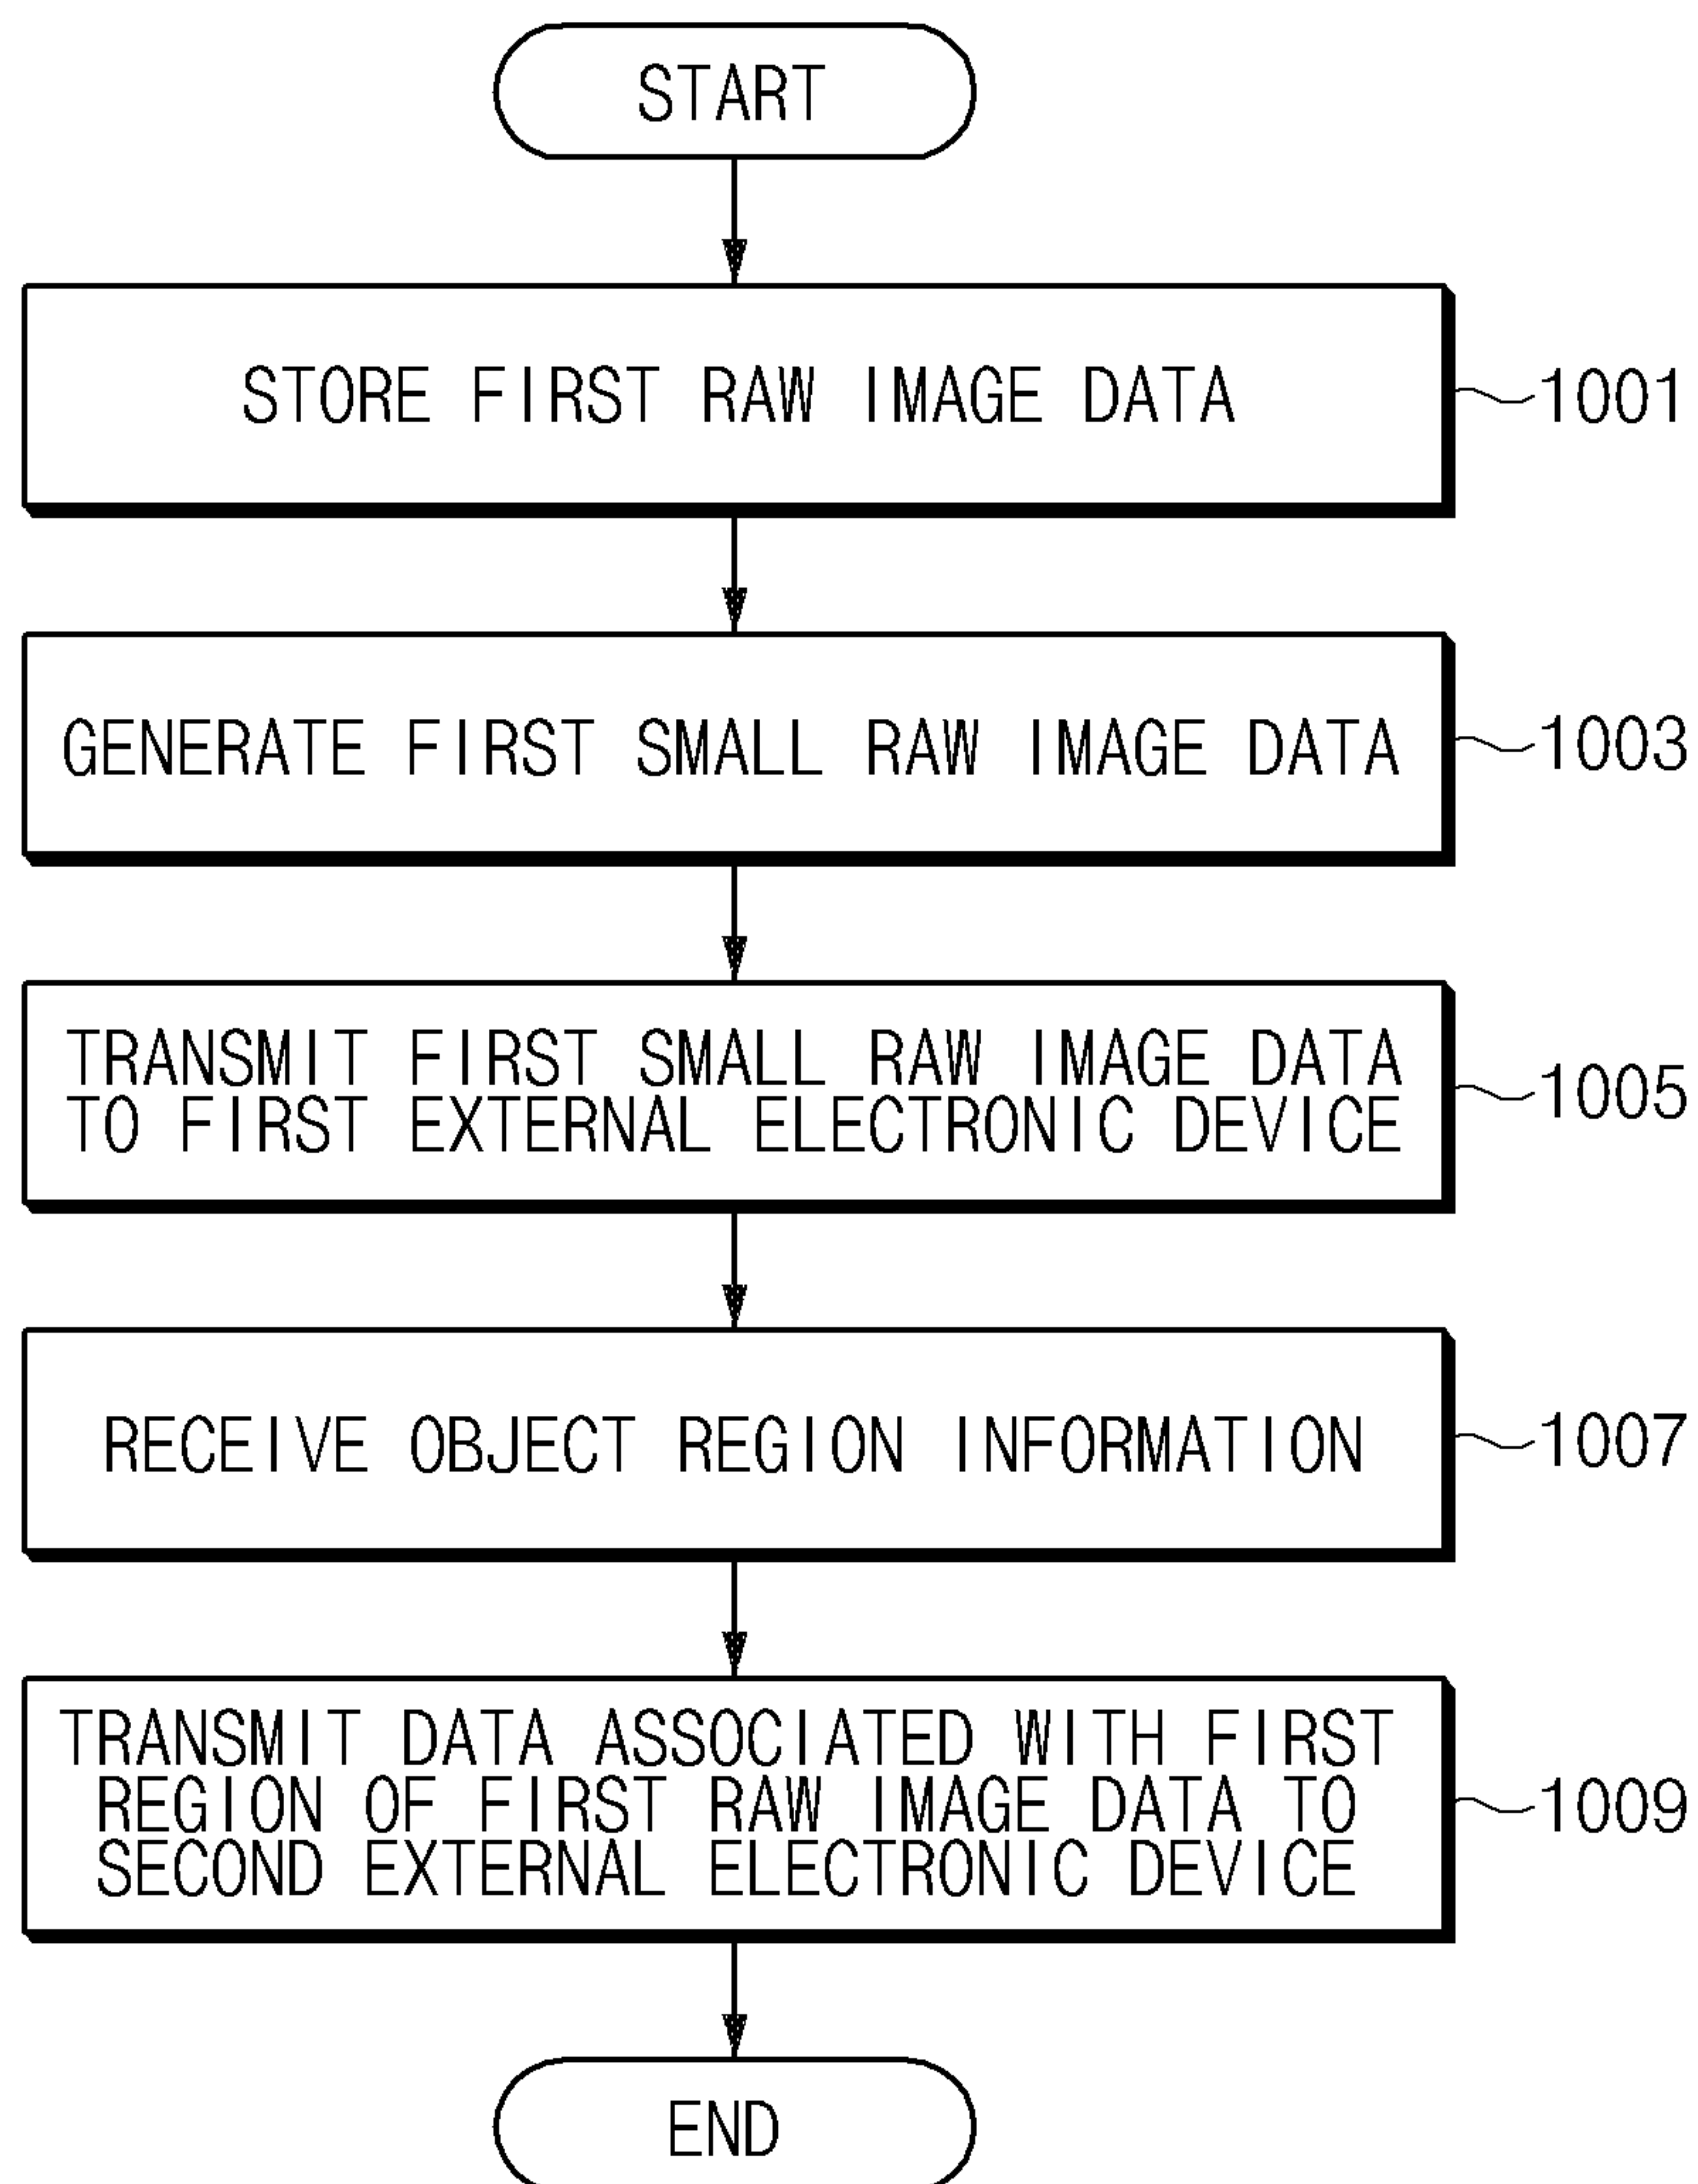 START
STORE FIRST RAW IMAGE DATA
1001
GENERATE FIRST SMALL RAW IMAGE DATA
1003
TRANSMIT FIRST SMALL RAW IMAGE DATA
TO FIRST EXTERNAL ELECTRONIC DEVICE
1005
RECEIVE OBJECT REGION INFORMATION
1007
TRANSMIT DATA ASSOCIATED WITH FIRST
REGION OF FIRST RAW IMAGE DATA TO
SECOND EXTERNAL ELECTRONIC DEVICE
1009
END